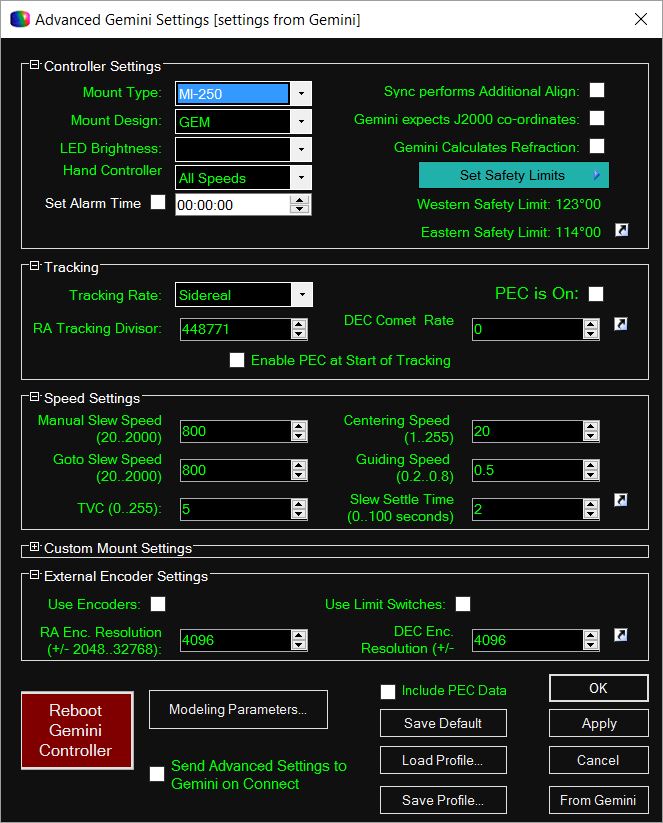 Advanced Gemini Settings [settings from Gemini]
Controller Settings
Mount Type: MI-250
Sync performs Additional Align:
Mount Design: GEM
Gemini expects J2000 co-ordinates:
LED Brightness:
Gemini Calculates Refraction:
Hand Controller All Speeds
Set Safety Limits
Set Alarm Time 00:00:00
Western Safety Limit: 123°00
Eastern Safety Limit: 114°00
Tracking
Tracking Rate: Sidereal
PEC is On:
RA Tracking Divisor: 448771
DEC Comet Rate 0
Enable PEC at Start of Tracking
Speed Settings
Manual Slew Speed
(20..2000) 800
Centering Speed
(1..255) 20
Goto Slew Speed
(20..2000) 800
Guiding Speed
(0.2..0.8) 0.5
TVC (0..255): 5
Slew Settle Time
(0..100 seconds) 2
Custom Mount Settings
External Encoder Settings
Use Encoders:
Use Limit Switches:
RA Enc. Resolution
(+/- 2048..32768): 4096
DEC Enc.
Resolution (+/- 4096
Reboot
Gemini
Controller
Modeling Parameters...
Send Advanced Settings to
Gemini on Connect
Include PEC Data
Save Default
Load Profile...
Save Profile...
OK
Apply
Cancel
From Gemini